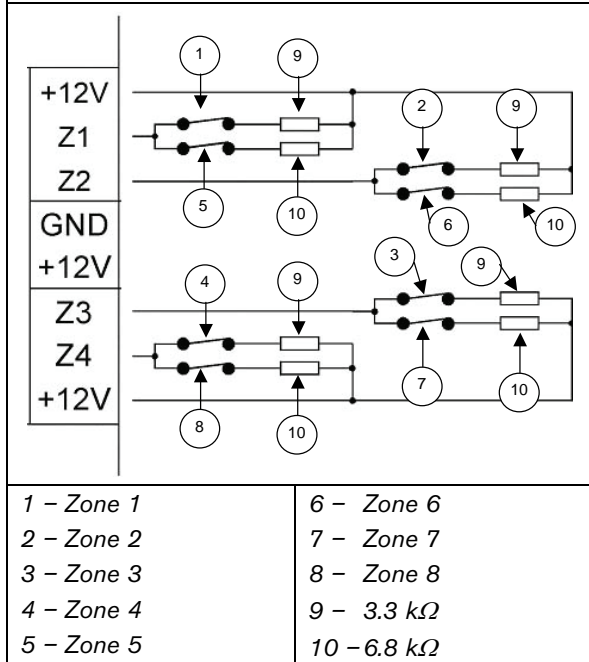 1
9
+12V
2
9
Z1
Z2
5
10
6
10
GND
+12V
3
9
4
9
Z3
Z4
7
10
+12V
8
10
1 – Zone 1
2 – Zone 2
3 – Zone 3
4 – Zone 4
5 – Zone 5
6 – Zone 6
7 – Zone 7
8 – Zone 8
9 – 3.3 kΩ
10 –6.8 kΩ